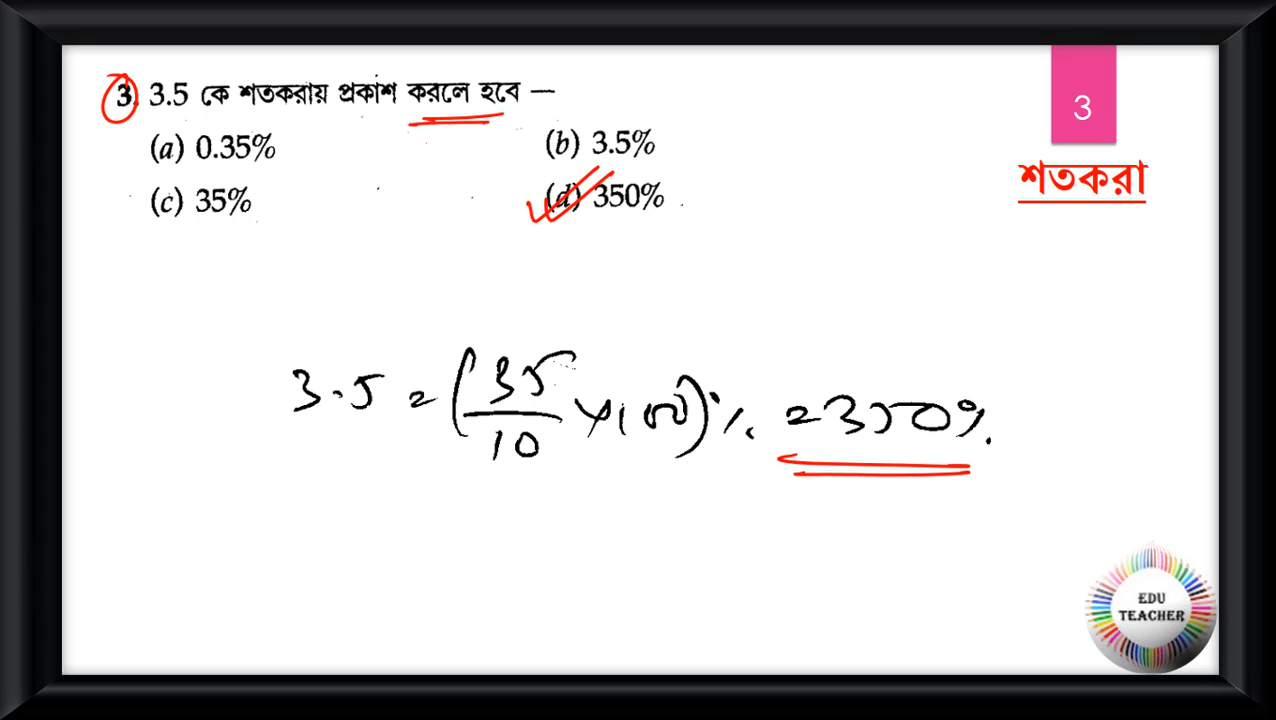 3. 3.5 কে শতকরায় প্রকাশ করলে হবে —
(a) 0.35%
(b) 3.5%
(c) 35%
(d) 350%
3
শতকরা
3.5 = (35/10 × 100)% = 350%.
EDU
TEACHER